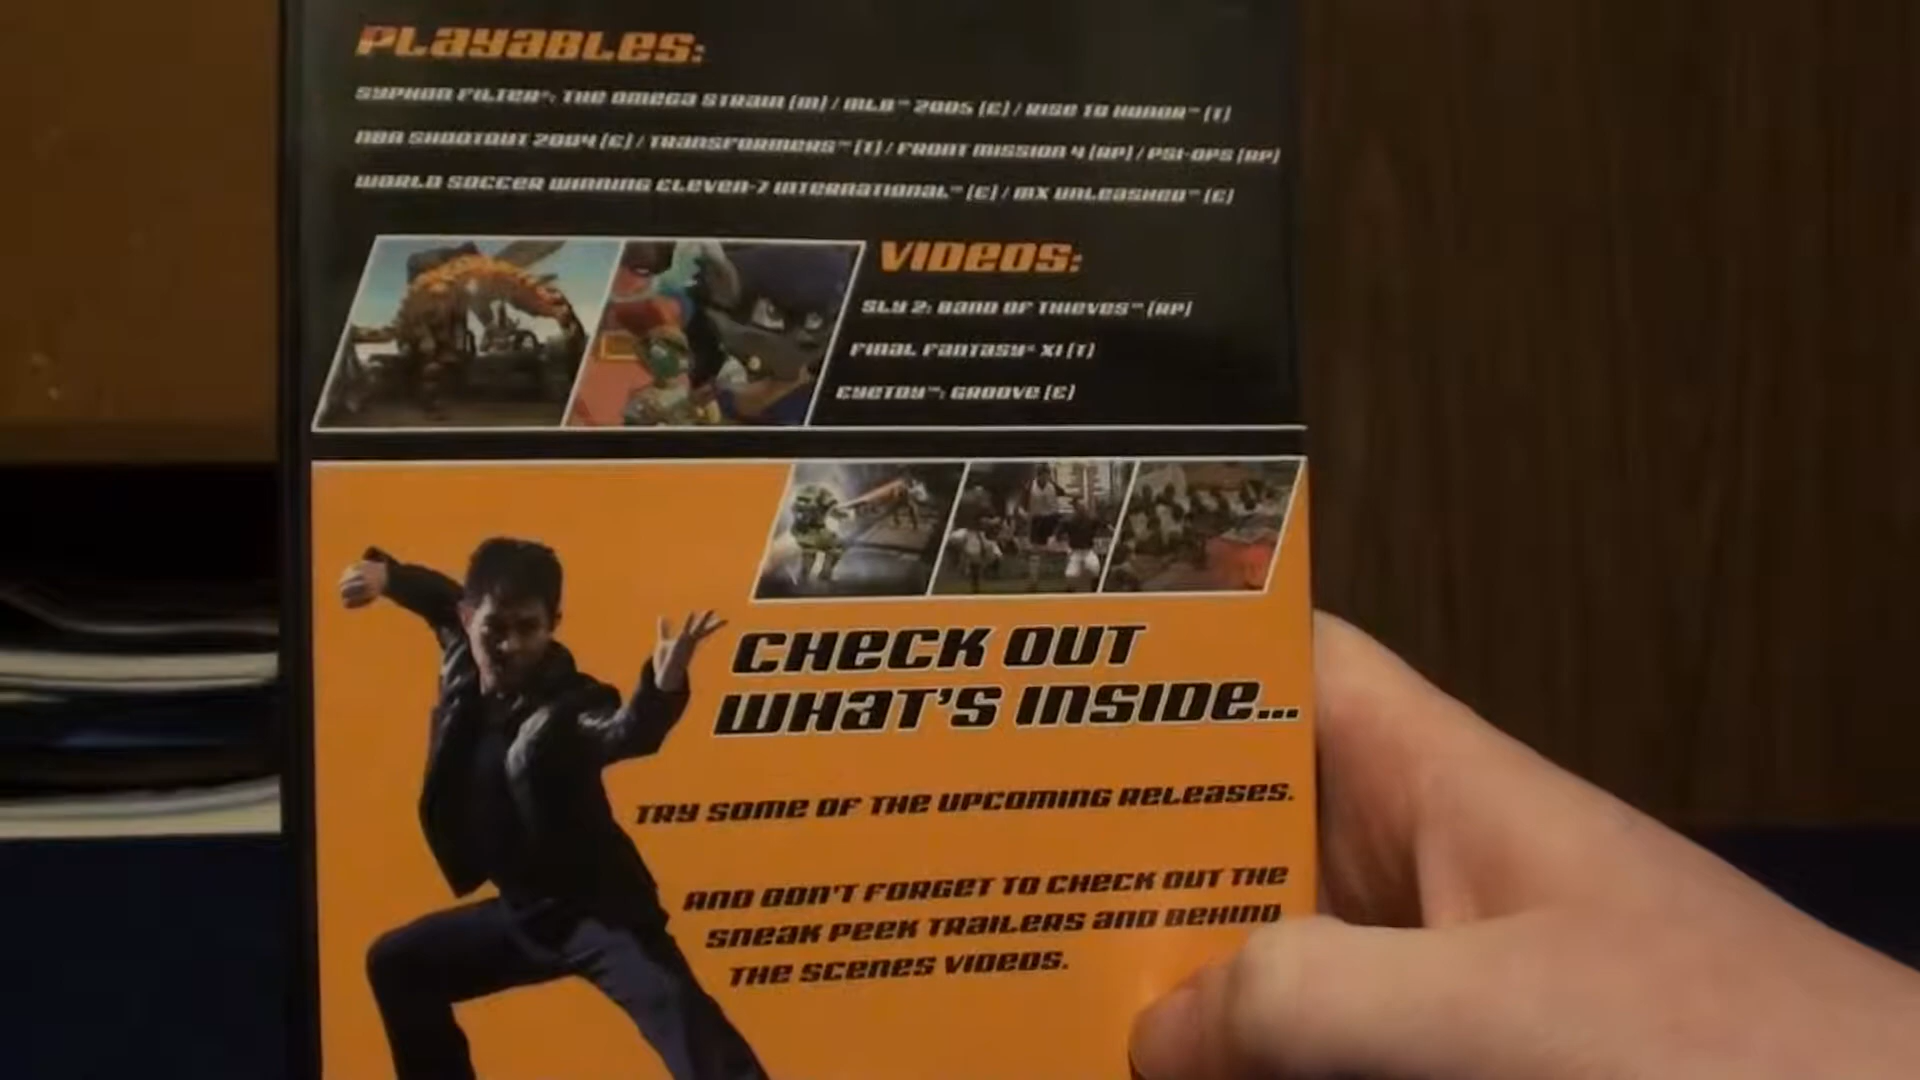 PLAYABLES:
SYPHON FILTER®: THE OMEGA STRAIN (M) / MLB™ 2005 (E) / RISE TO HONOR™ (T)
NBA SHOOTOUT 2004 (E) / TRANSFORMERS™ (T) / FRONT MISSION 4 (RP) / PSI-OPS (RP)
WORLD SOCCER WINNING ELEVEN-7 INTERNATIONAL™ (E) / MX UNLEASHED™ (E)
VIDEOS:
SLY 2: BAND OF THIEVES™ (RP)
FINAL FANTASY® XI (T)
EYETOY™: GROOVE (E)
CHECK OUT
WHAT'S INSIDE...
TRY SOME OF THE UPCOMING RELEASES.
AND DON'T FORGET TO CHECK OUT THE
SNEAK PEEK TRAILERS AND BEHIND
THE SCENES VIDEOS.